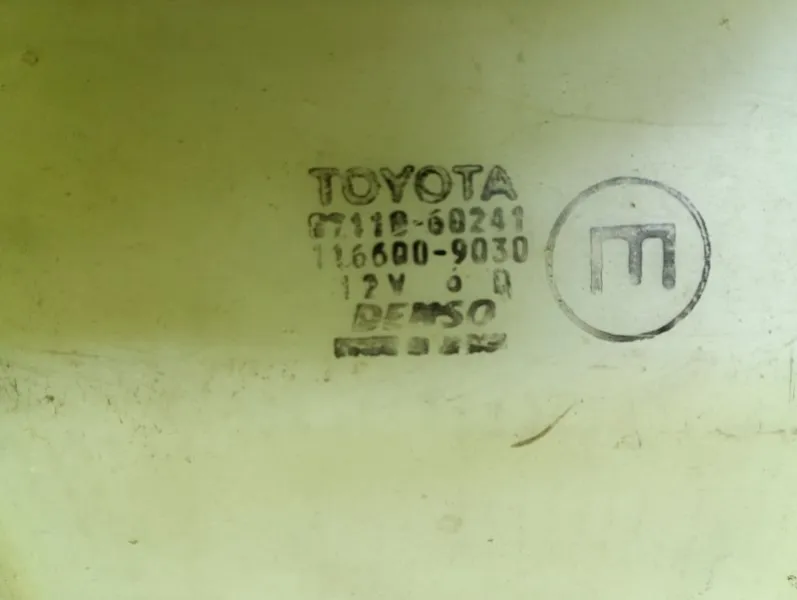 TOYOTA
87110-60241
116600-9030
12V 6 D
DENSO
E